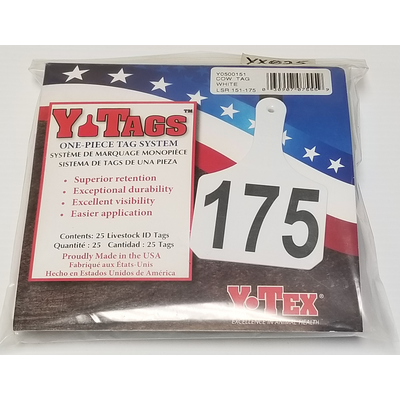 YX625
Y0500151
COW TAG
WHITE
LSR 151-175
Y-TAGS
ONE-PIECE TAG SYSTEM
SYSTÈME DE MARQUAGE MONOPIÈCE
SISTEMA DE TAGS DE UNA PIEZA
• Superior retention
• Exceptional durability
• Excellent visibility
• Easier application
Contents: 25 Livestock ID Tags
Quantité : 25 Cantidad : 25 Tags
Proudly Made in the USA
Fabriqué aux États-Unis
Hecho en Estados Unidos de América
175
Y-TEX
EXCELLENCE IN ANIMAL HEALTH